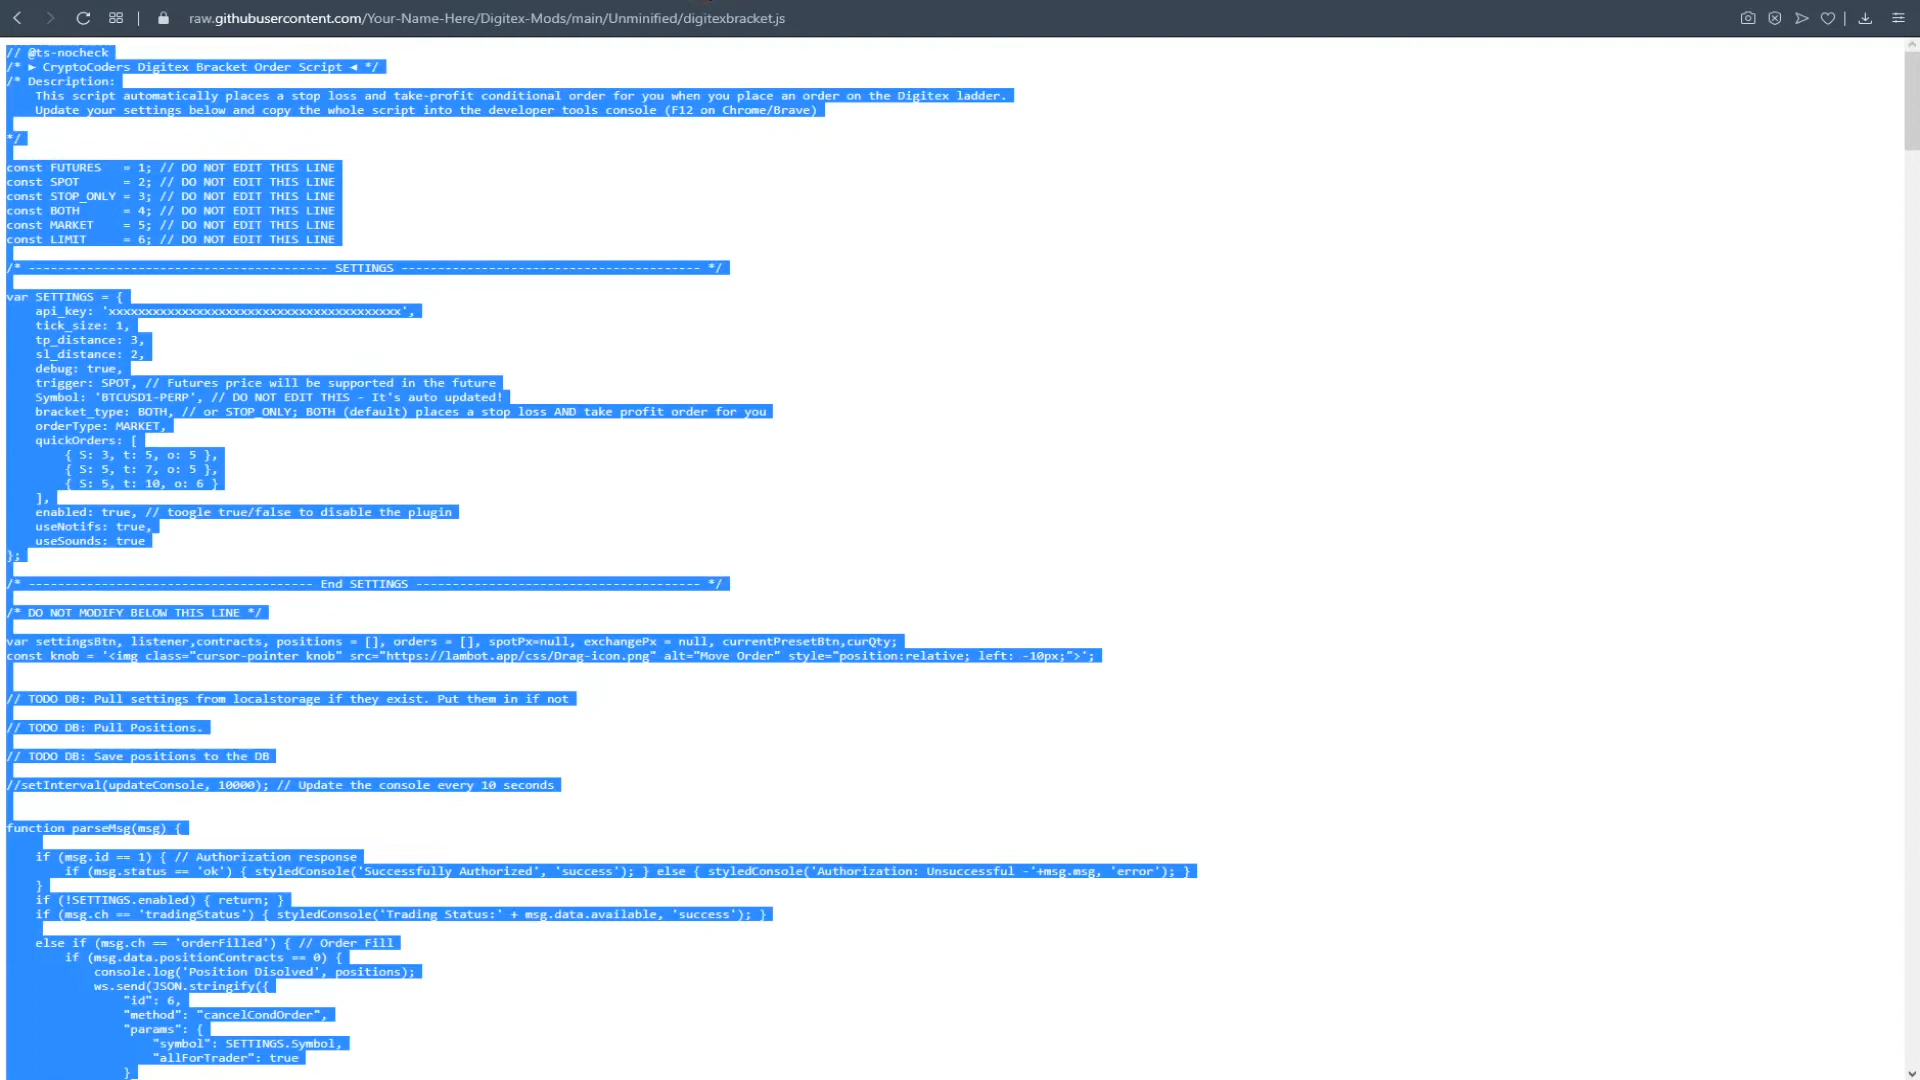 raw.githubusercontent.com/Your-Name-Here/Digitex-Mods/main/Unminified/digitexbracket.js
// @ts-nocheck
/* ► CryptoCoders Digitex Bracket Order Script ◄ */
/* Description:
    This script automatically places a stop loss and take-profit conditional order for you when you place an order on the Digitex ladder.
    Update your settings below and copy the whole script into the developer tools console (F12 on Chrome/Brave)
*/
const FUTURES   = 1; // DO NOT EDIT THIS LINE
const SPOT      = 2; // DO NOT EDIT THIS LINE
const STOP_ONLY = 3; // DO NOT EDIT THIS LINE
const BOTH      = 4; // DO NOT EDIT THIS LINE
const MARKET    = 5; // DO NOT EDIT THIS LINE
const LIMIT     = 6; // DO NOT EDIT THIS LINE
/* ----------------------------------------- SETTINGS ----------------------------------------- */
var SETTINGS = {
    api_key: 'xxxxxxxxxxxxxxxxxxxxxxxxxxxxxxxxxxxxxxxx',
    tick_size: 1,
    tp_distance: 3,
    sl_distance: 2,
    debug: true,
    trigger: SPOT, // Futures price will be supported in the future
    Symbol: 'BTCUSD1-PERP', // DO NOT EDIT THIS - It's auto updated!
    bracket_type: BOTH, // or STOP_ONLY; BOTH (default) places a stop loss AND take profit order for you
    orderType: MARKET,
    quickOrders: [
        { S: 3, t: 5, o: 5 },
        { S: 5, t: 7, o: 5 },
        { S: 5, t: 10, o: 6 }
    ],
    enabled: true, // toogle true/false to disable the plugin
    useNotifs: true,
    useSounds: true
};
/* --------------------------------------- End SETTINGS --------------------------------------- */
/* DO NOT MODIFY BELOW THIS LINE */
var settingsBtn, listener,contracts, positions = [], orders = [], spotPx=null, exchangePx = null, currentPresetBtn,curQty;
const knob = '<img class="cursor-pointer knob" src="https://lambot.app/css/Drag-icon.png" alt="Move Order" style="position:relative; left: -10px;">';
// TODO DB: Pull settings from localstorage if they exist. Put them in if not
// TODO DB: Pull Positions.
// TODO DB: Save positions to the DB
//setInterval(updateConsole, 10000); // Update the console every 10 seconds
function parseMsg(msg) {
    if (msg.id == 1) { // Authorization response
        if (msg.status == 'ok') { styledConsole('Successfully Authorized', 'success'); } else { styledConsole('Authorization: Unsuccessful -'+msg.msg, 'error'); }
    }
    if (!SETTINGS.enabled) { return; }
    if (msg.ch == 'tradingStatus') { styledConsole('Trading Status:' + msg.data.available, 'success'); }
    else if (msg.ch == 'orderFilled') { // Order Fill
        if (msg.data.positionContracts == 0) {
            console.log('Position Disolved', positions);
            ws.send(JSON.stringify({
                "id": 6,
                "method": "cancelCondOrder",
                "params": {
                    "symbol": SETTINGS.Symbol,
                    "allForTrader": true
                }